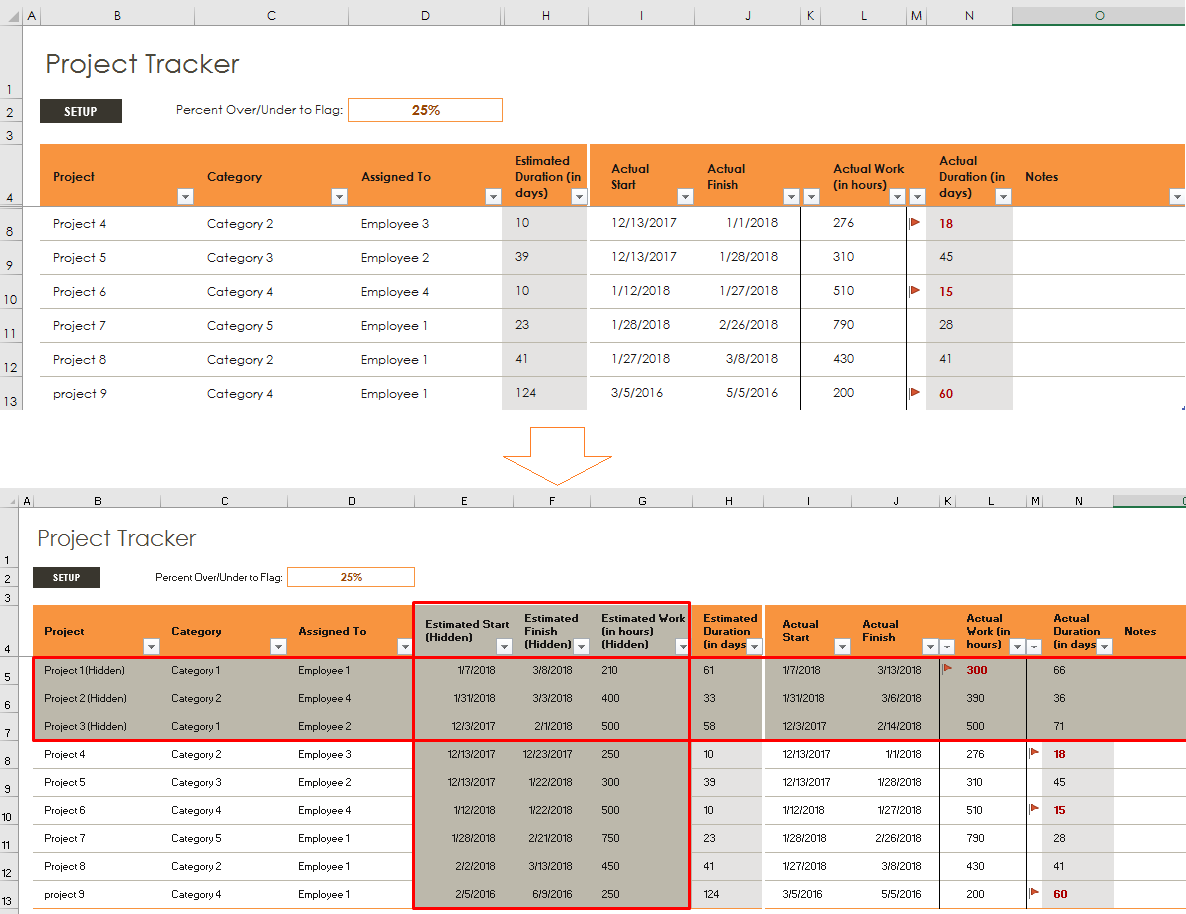 A B C D H I J K L M N O
1 Project Tracker
2 SETUP Percent Over/Under to Flag: 25%
3
4 Project Category Assigned To Estimated Duration (in days) Actual Start Actual Finish Actual Work (in hours) Actual Duration (in days) Notes
8 Project 4 Category 2 Employee 3 10 12/13/2017 1/1/2018 276 18
9 Project 5 Category 3 Employee 2 39 12/13/2017 1/28/2018 310 45
10 Project 6 Category 4 Employee 4 10 1/12/2018 1/27/2018 510 15
11 Project 7 Category 5 Employee 1 23 1/28/2018 2/26/2018 790 28
12 Project 8 Category 2 Employee 1 41 1/27/2018 3/8/2018 430 41
13 project 9 Category 4 Employee 1 124 3/5/2016 5/5/2016 200 60
A B C D E F G H I J K L M N
1 Project Tracker
2 SETUP Percent Over/Under to Flag: 25%
3
4 Project Category Assigned To Estimated Start (Hidden) Estimated Finish (Hidden) Estimated Work (in hours) (Hidden) Estimated Duration (in days Actual Start Actual Finish Actual Work (in hours) Actual Duration (in days Notes
5 Project 1 (Hidden) Category 1 Employee 1 1/7/2018 3/8/2018 210 61 1/7/2018 3/13/2018 300 66
6 Project 2 (Hidden) Category 2 Employee 4 1/31/2018 3/3/2018 400 33 1/31/2018 3/6/2018 390 36
7 Project 3 (Hidden) Category 1 Employee 2 12/3/2017 2/1/2018 500 58 12/3/2017 2/14/2018 500 71
8 Project 4 Category 2 Employee 3 12/13/2017 12/23/2017 250 10 12/13/2017 1/1/2018 276 18
9 Project 5 Category 3 Employee 2 12/13/2017 1/22/2018 300 39 12/13/2017 1/28/2018 310 45
10 Project 6 Category 4 Employee 4 1/12/2018 1/22/2018 500 10 1/12/2018 1/27/2018 510 15
11 Project 7 Category 5 Employee 1 1/28/2018 2/21/2018 750 23 1/28/2018 2/26/2018 790 28
12 Project 8 Category 2 Employee 1 2/2/2018 3/13/2018 450 41 1/27/2018 3/8/2018 430 41
13 project 9 Category 4 Employee 1 2/5/2016 6/9/2016 250 124 3/5/2016 5/5/2016 200 60